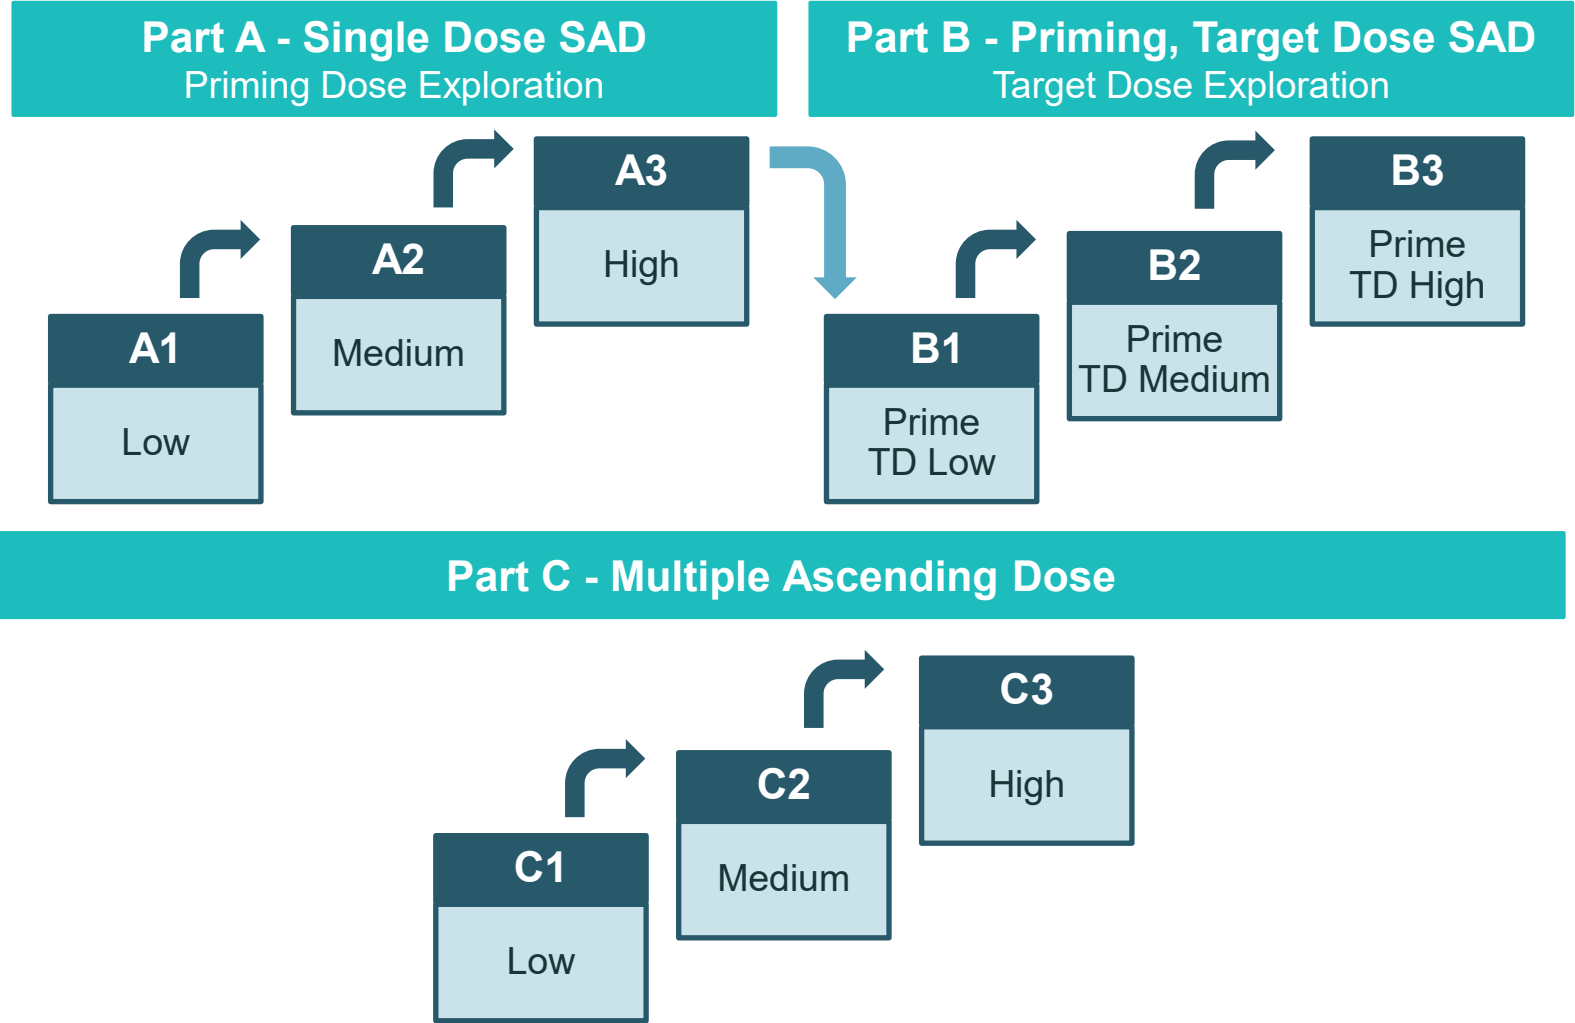 Part A - Single Dose SAD
Priming Dose Exploration
Part B - Priming, Target Dose SAD
Target Dose Exploration
A1
Low
A2
Medium
A3
High
B1
Prime
TD Low
B2
Prime
TD Medium
B3
Prime
TD High
Part C - Multiple Ascending Dose
C1
Low
C2
Medium
C3
High